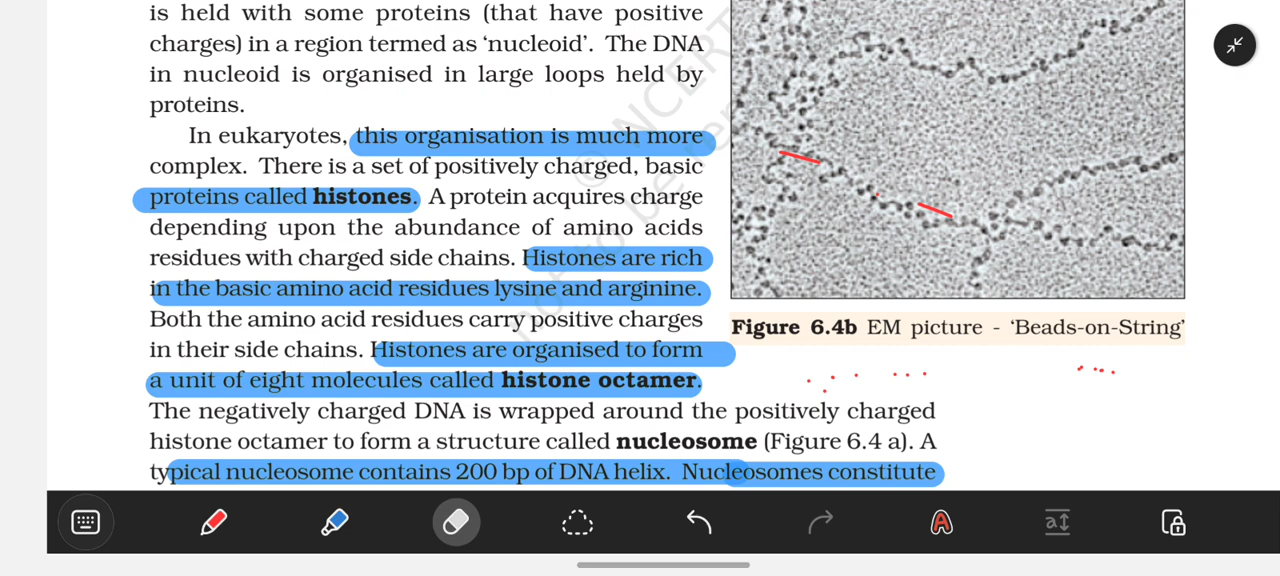 is held with some proteins (that have positive
charges) in a region termed as ‘nucleoid’. The DNA
in nucleoid is organised in large loops held by
proteins.
In eukaryotes, this organisation is much more
complex. There is a set of positively charged, basic
proteins called histones. A protein acquires charge
depending upon the abundance of amino acids
residues with charged side chains. Histones are rich
in the basic amino acid residues lysine and arginine.
Both the amino acid residues carry positive charges
in their side chains. Histones are organised to form
a unit of eight molecules called histone octamer.
The negatively charged DNA is wrapped around the positively charged
histone octamer to form a structure called nucleosome (Figure 6.4 a). A
typical nucleosome contains 200 bp of DNA helix. Nucleosomes constitute
Figure 6.4b EM picture - ‘Beads-on-String’
© NCERT
A
a